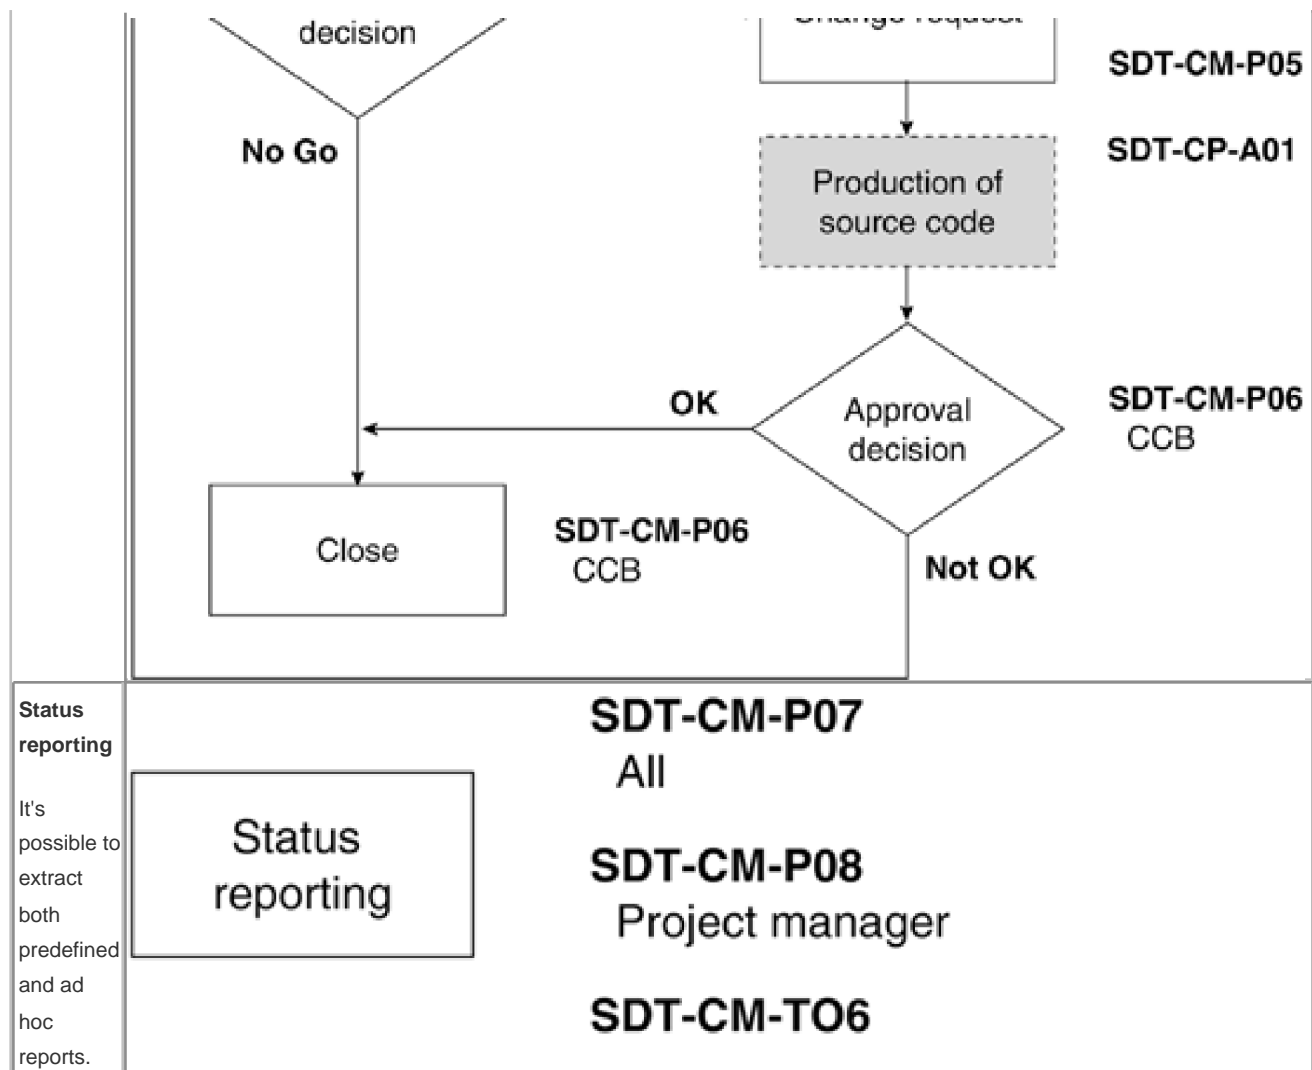 decision
Change request
SDT-CM-P05
No Go
SDT-CP-A01
Production of
source code
OK
Approval
decision
SDT-CM-P06
CCB
Close
SDT-CM-P06
CCB
Not OK
Status
reporting
It's
possible to
extract
both
predefined
and ad
hoc
reports.
Status
reporting
SDT-CM-P07
All
SDT-CM-P08
Project manager
SDT-CM-TO6